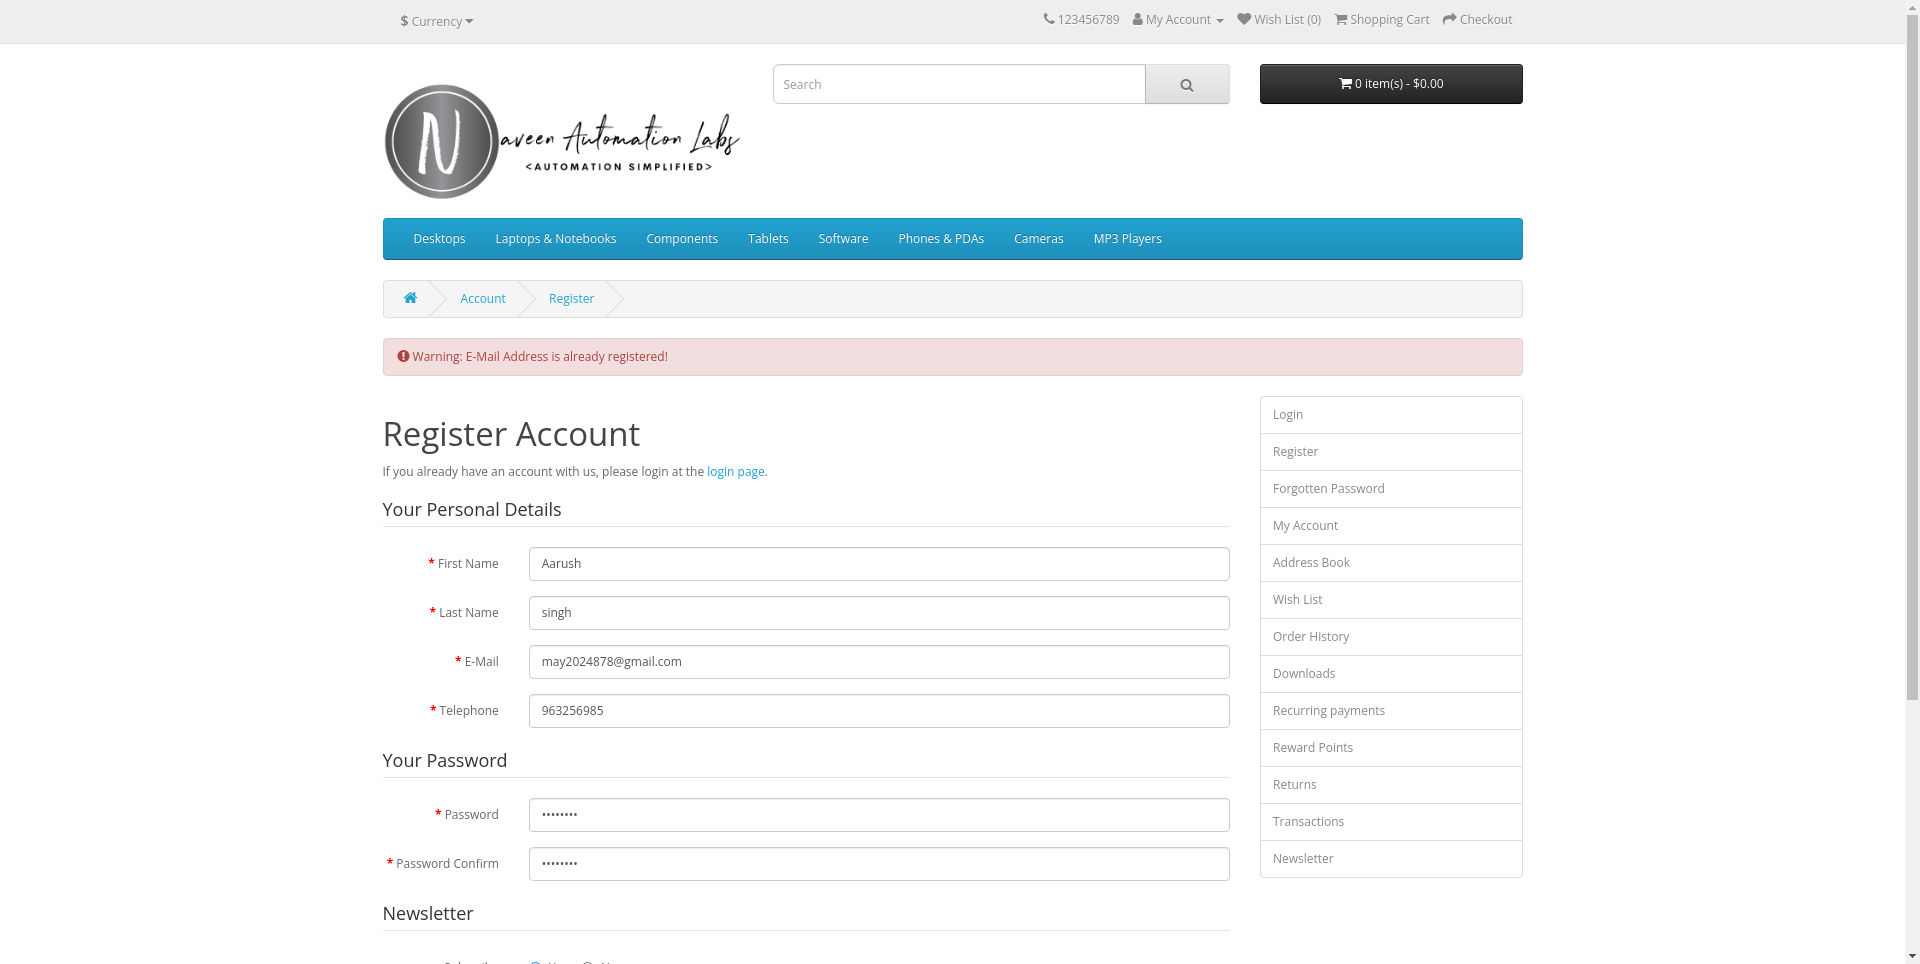 $ Currency
123456789
My Account
Wish List (0)
Shopping Cart
Checkout
N aveen Automation Labs
<AUTOMATION SIMPLIFIED>
Search
0 item(s) - $0.00
Desktops
Laptops & Notebooks
Components
Tablets
Software
Phones & PDAs
Cameras
MP3 Players
Account
Register
Warning: E-Mail Address is already registered!
Register Account
If you already have an account with us, please login at the login page.
Your Personal Details
* First Name
Aarush
* Last Name
singh
* E-Mail
may2024878@gmail.com
* Telephone
963256985
Your Password
* Password
••••••••
* Password Confirm
••••••••
Newsletter
Login
Register
Forgotten Password
My Account
Address Book
Wish List
Order History
Downloads
Recurring payments
Reward Points
Returns
Transactions
Newsletter